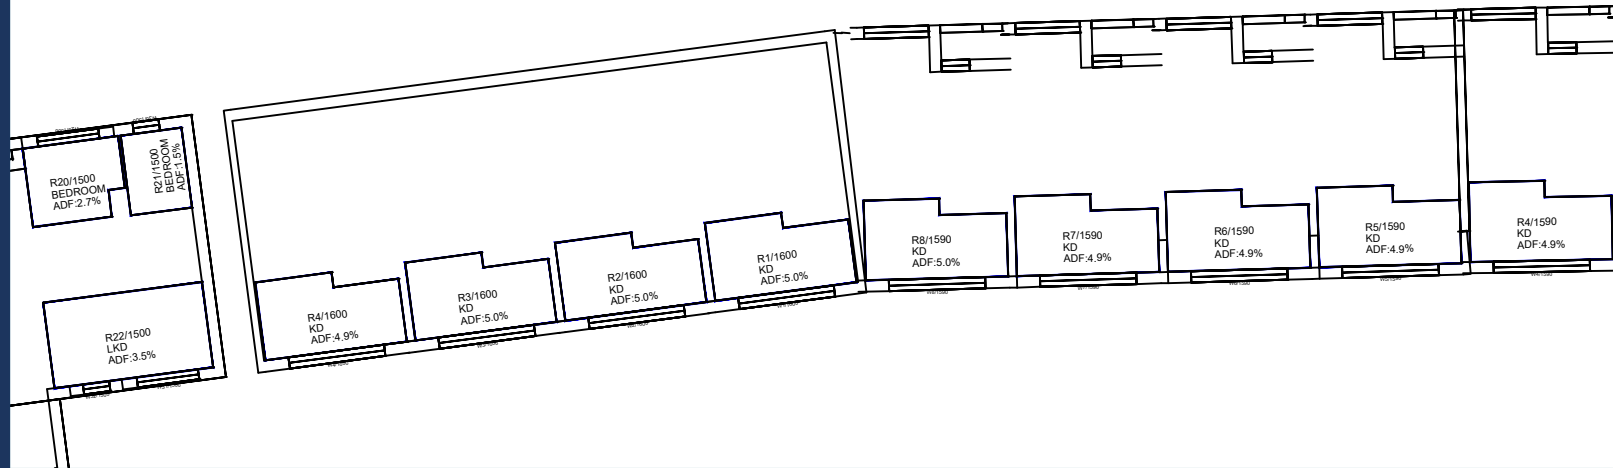 R20/1500
BEDROOM
ADF:2.7%
R21/1500
BEDROOM
ADF:1.5%
R22/1500
LKD
ADF:3.5%
R4/1600
KD
ADF:4.9%
R3/1600
KD
ADF:5.0%
R2/1600
KD
ADF:5.0%
R1/1600
KD
ADF:5.0%
R8/1590
KD
ADF:5.0%
R7/1590
KD
ADF:4.9%
R6/1590
KD
ADF:4.9%
R5/1590
KD
ADF:4.9%
R4/1590
KD
ADF:4.9%